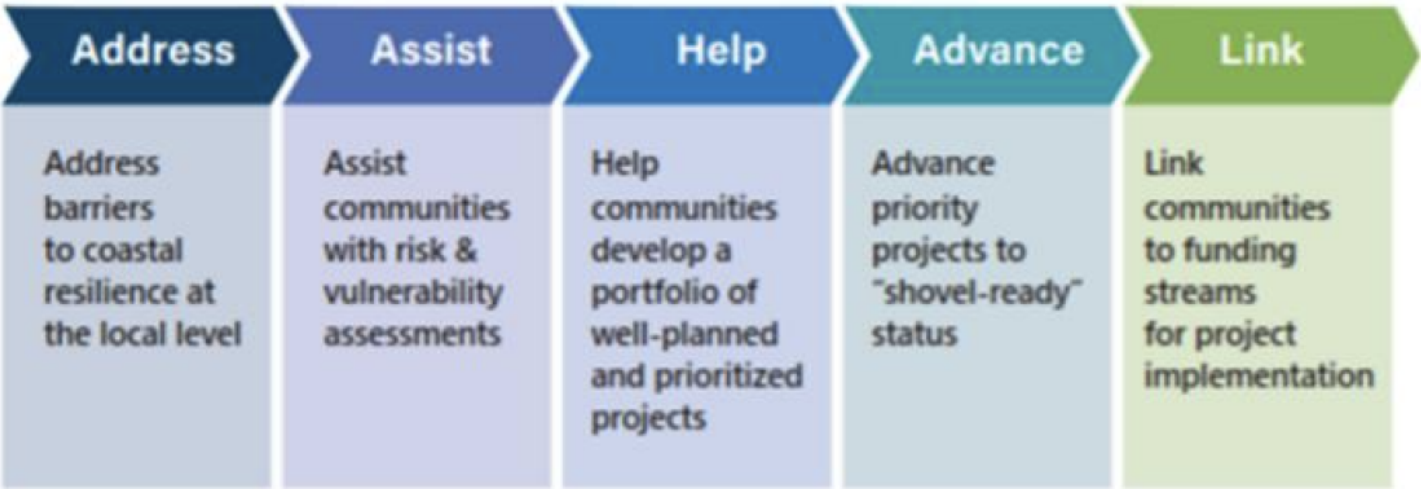 Address
Assist
Help
Advance
Link
Address
barriers
to coastal
resilience at
the local level
Assist
communities
with risk &
vulnerability
assessments
Help
communities
develop a
portfolio of
well-planned
and prioritized
projects
Advance
priority
projects to
"shovel-ready"
status
Link
communities
to funding
streams
for project
implementation